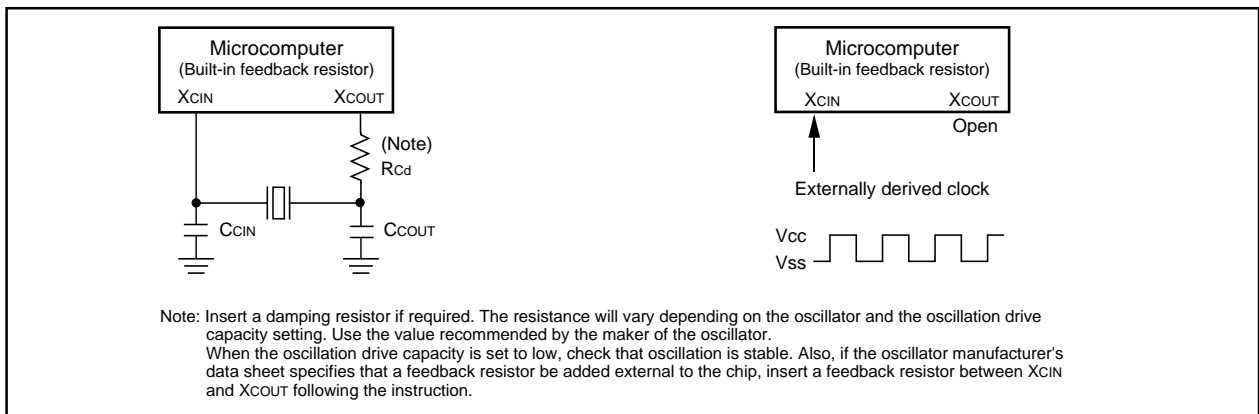 Microcomputer
(Built-in feedback resistor)
XCIN XCOUT
(Note)
RCd
CCIN CCOUT
Microcomputer
(Built-in feedback resistor)
XCIN XCOUT
Open
Externally derived clock
Vcc
Vss
Note: Insert a damping resistor if required. The resistance will vary depending on the oscillator and the oscillation drive
capacity setting. Use the value recommended by the maker of the oscillator.
When the oscillation drive capacity is set to low, check that oscillation is stable. Also, if the oscillator manufacturer's
data sheet specifies that a feedback resistor be added external to the chip, insert a feedback resistor between XCIN
and XCOUT following the instruction.